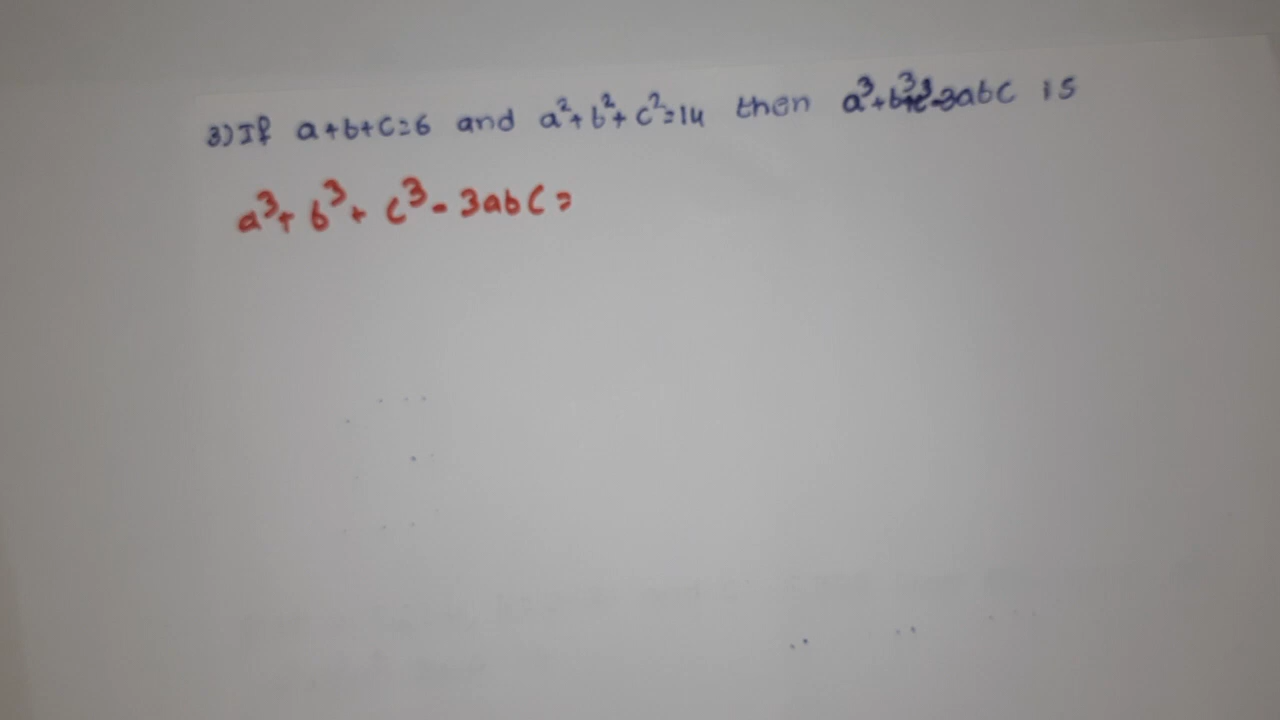 3) If a+b+c=6 and a²+b²+c²=14 then a³+b³+c³-3abc is
a³+b³+c³-3abc=